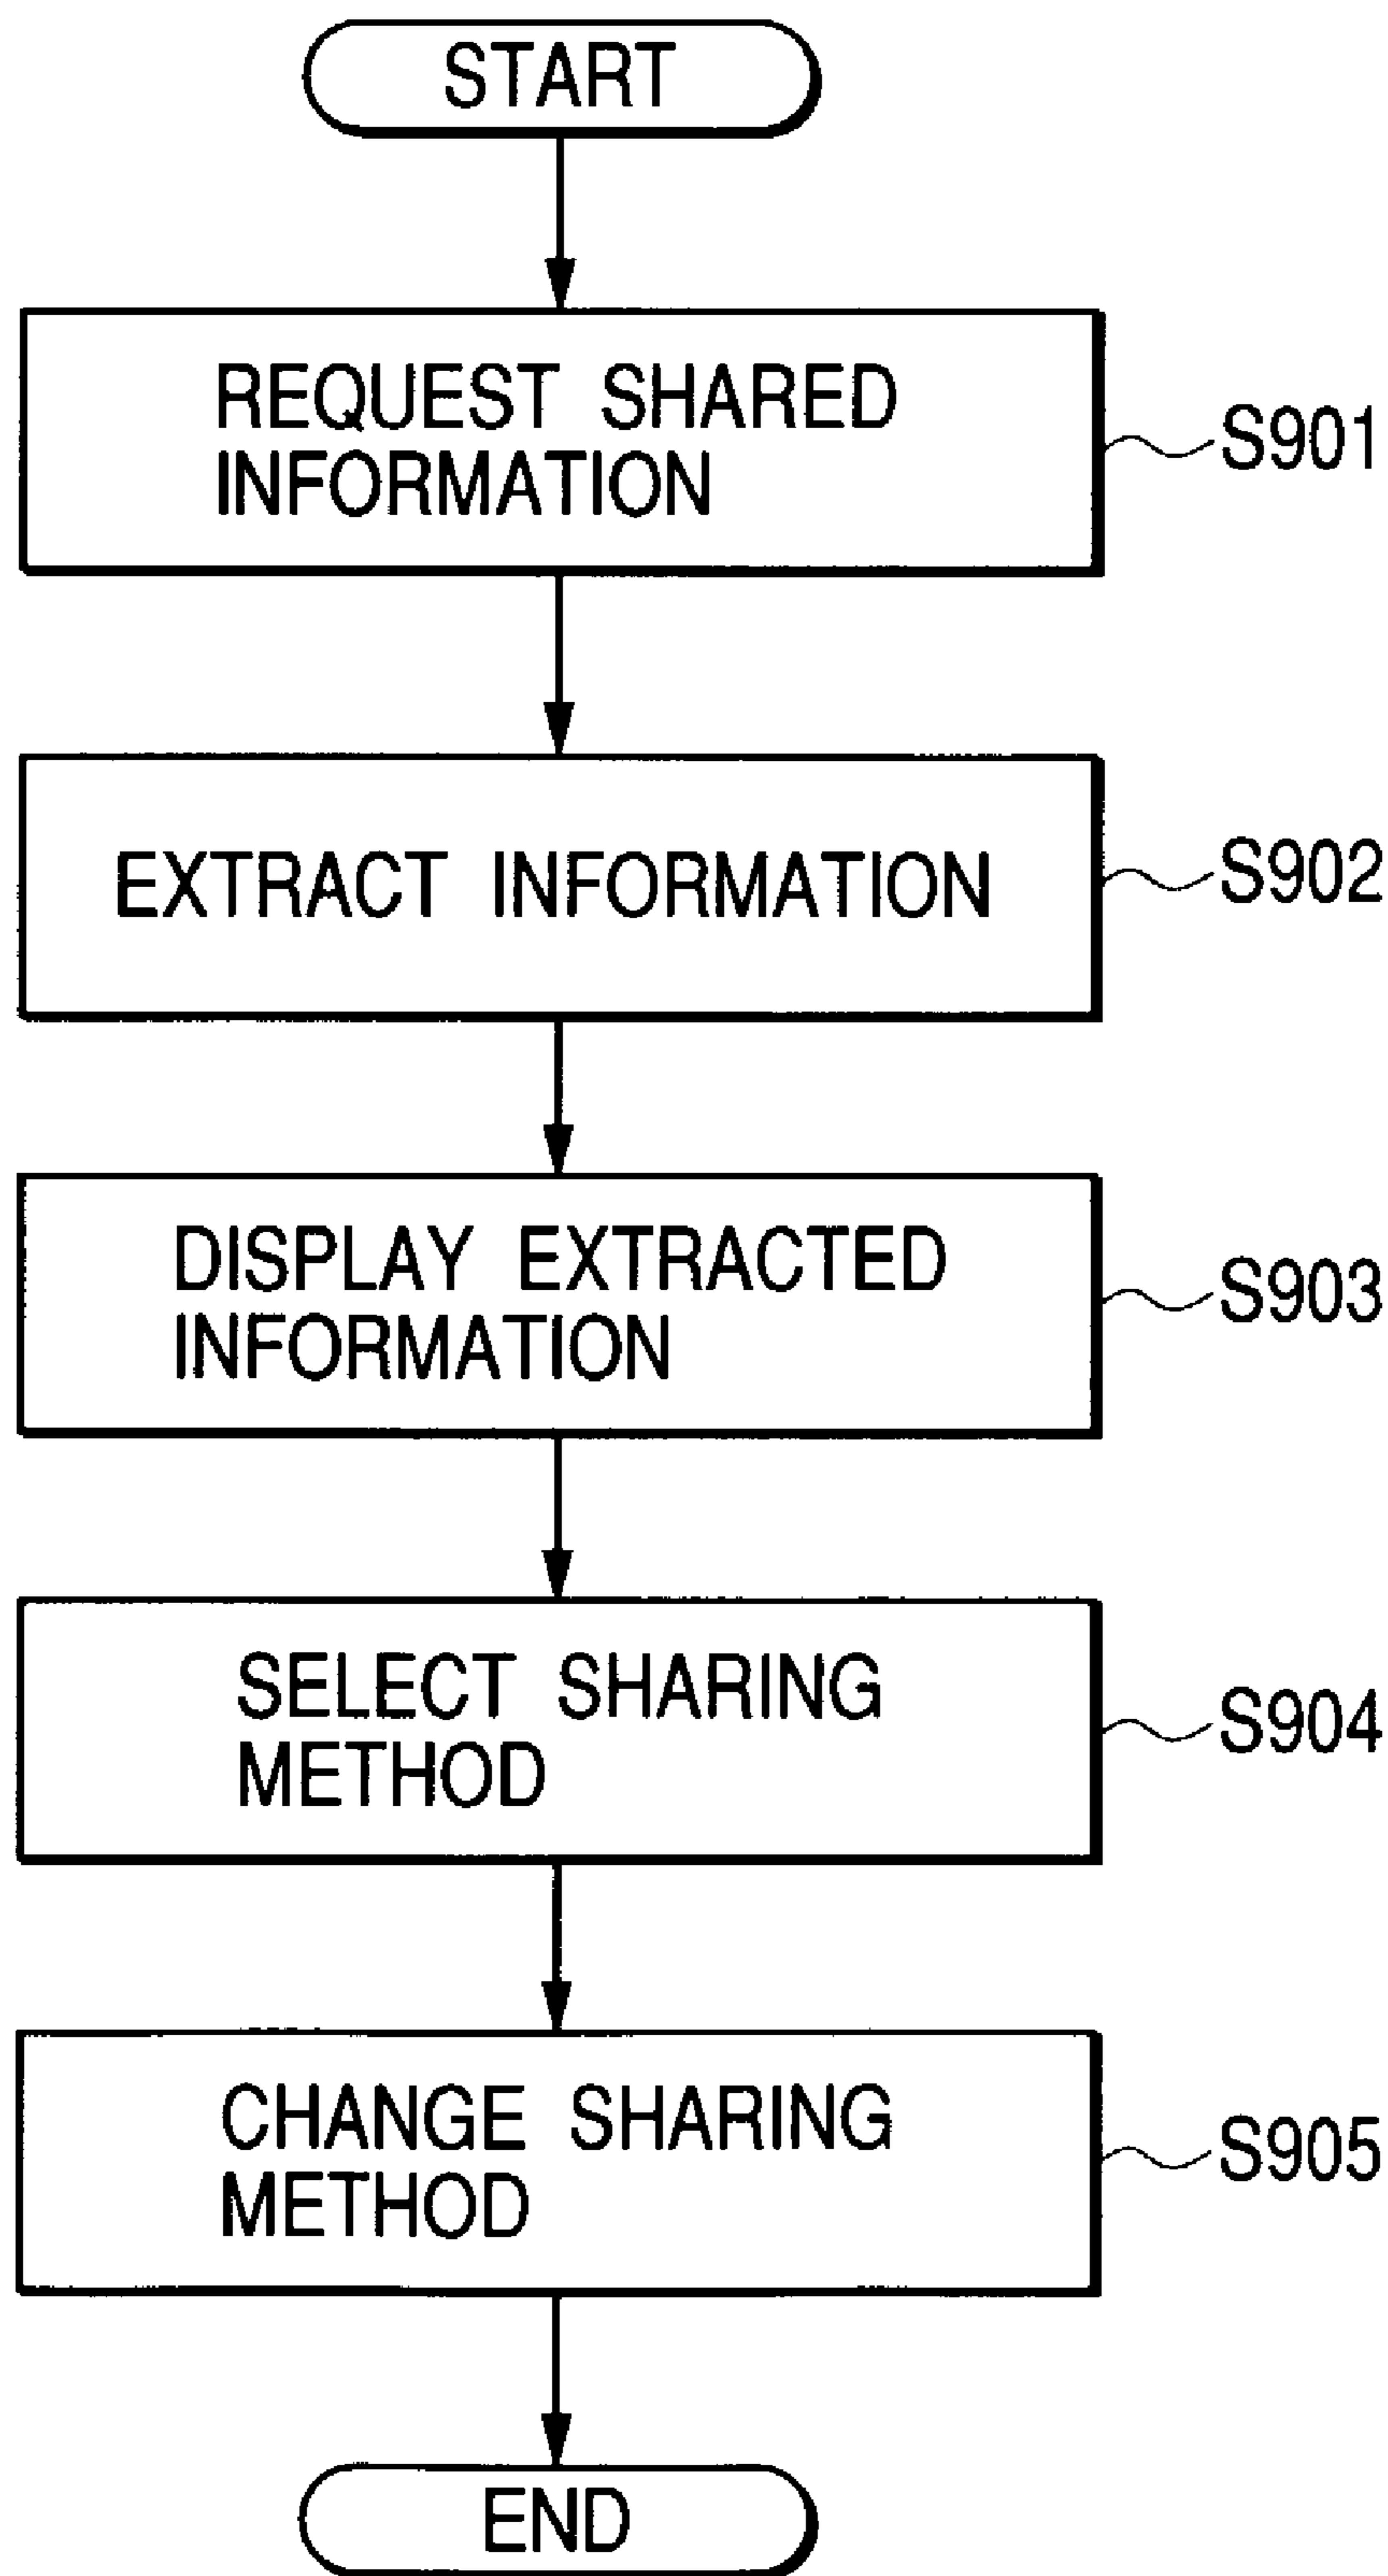 START
REQUEST SHARED
INFORMATION
S901
EXTRACT INFORMATION
S902
DISPLAY EXTRACTED
INFORMATION
S903
SELECT SHARING
METHOD
S904
CHANGE SHARING
METHOD
S905
END